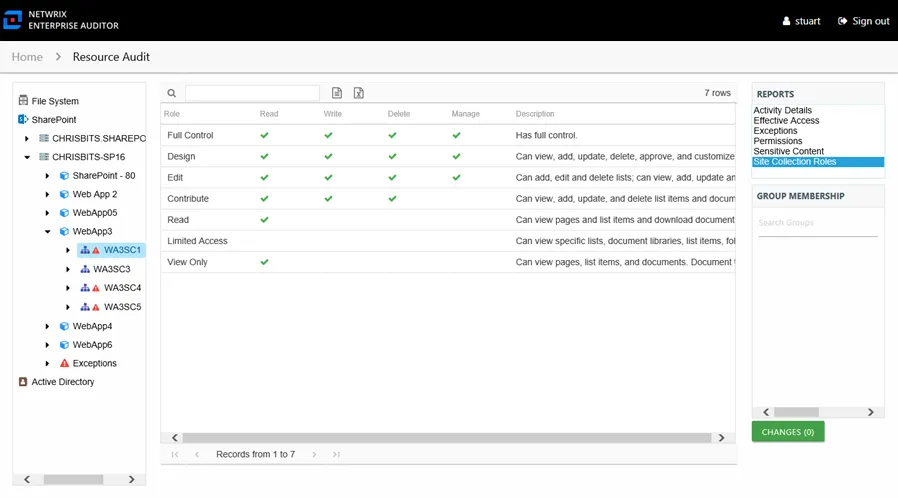 NETWRIX
ENTERPRISE AUDITOR
stuart
Sign out
Home > Resource Audit
File System
SharePoint
CHRISBITS.SHAREPO
CHRISBITS-SP16
SharePoint - 80
Web App 2
WebApp05
WebApp3
WA3SC1
WA3SC3
WA3SC4
WA3SC5
WebApp4
WebApp6
Exceptions
Active Directory
7 rows
Role Read Write Delete Manage Description
Full Control Has full control.
Design Can view, add, update, delete, approve, and customize
Edit Can add, edit and delete lists; can view, add, update an
Contribute Can view, add, update, and delete list items and docum
Read Can view pages and list items and download document
Limited Access Can view specific lists, document libraries, list items, fol
View Only Can view pages, list items, and documents. Document t
Records from 1 to 7
REPORTS
Activity Details
Effective Access
Exceptions
Permissions
Sensitive Content
Site Collection Roles
GROUP MEMBERSHIP
Search Groups
CHANGES (0)